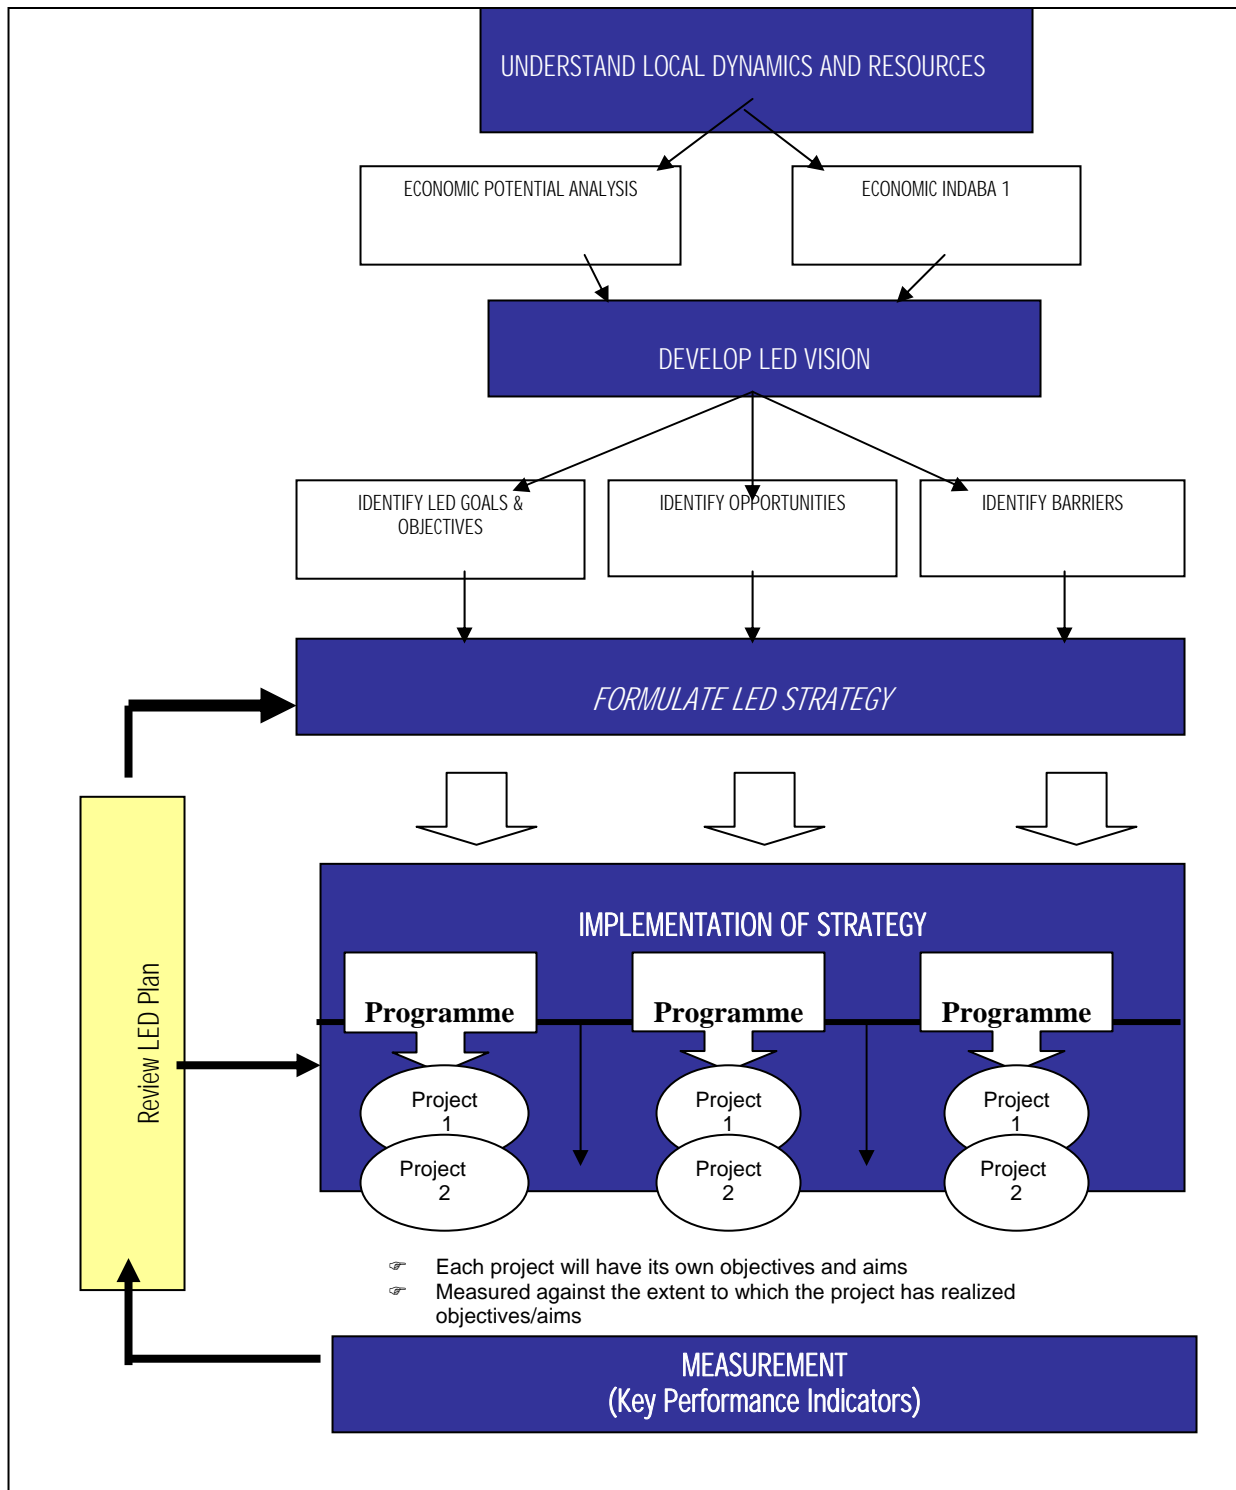 UNDERSTAND LOCAL DYNAMICS AND RESOURCES
ECONOMIC POTENTIAL ANALYSIS
ECONOMIC INDABA 1
DEVELOP LED VISION
IDENTIFY LED GOALS &
OBJECTIVES
IDENTIFY OPPORTUNITIES
IDENTIFY BARRIERS
FORMULATE LED STRATEGY
Review LED Plan
IMPLEMENTATION OF STRATEGY
Programme
Programme
Programme
Project
1
Project
1
Project
1
Project
2
Project
2
Project
2
☞ Each project will have its own objectives and aims
☞ Measured against the extent to which the project has realized
objectives/aims
MEASUREMENT
(Key Performance Indicators)